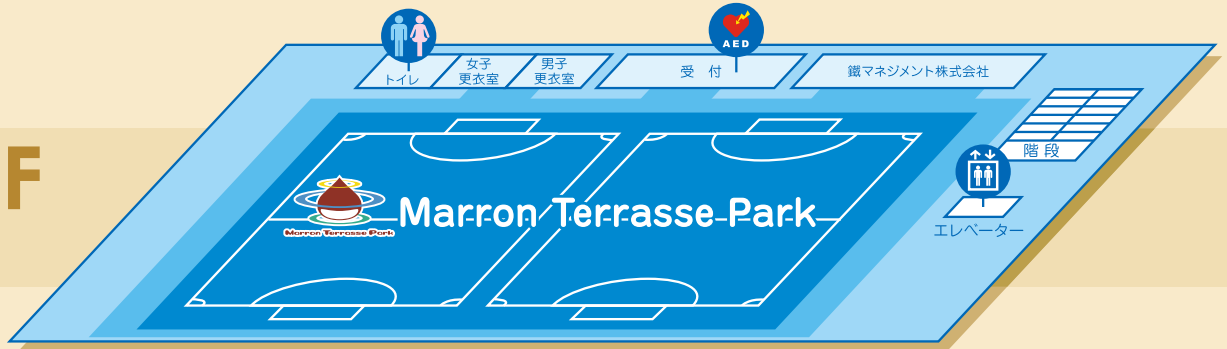 AED
トイレ
女子
更衣室
男子
更衣室
受 付
鐵マネジメント株式会社
階 段
F
Marron Terrasse Park
Marron Terrasse Park
エレベーター